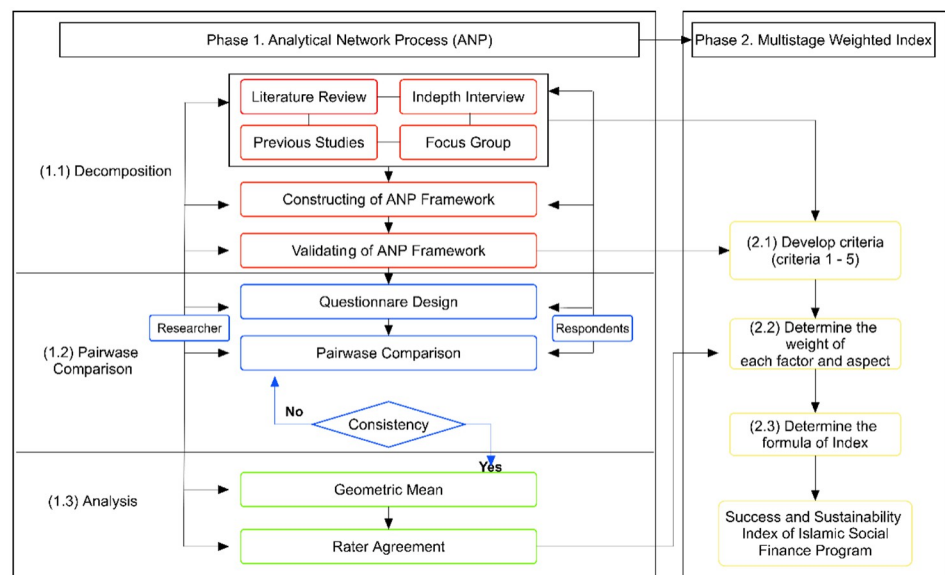 Phase 1. Analytical Network Process (ANP)
Phase 2. Multistage Weighted Index
Literature Review
Indepth Interview
Previous Studies
Focus Group
(1.1) Decomposition
Constructing of ANP Framework
Validating of ANP Framework
(2.1) Develop criteria
(criteria 1 - 5)
Questionnare Design
Researcher
Respondents
(1.2) Pairwase
Comparison
Pairwase Comparison
(2.2) Determine the
weight of
each factor and aspect
No
Consistency
Yes
(2.3) Determine the
formula of Index
(1.3) Analysis
Geometric Mean
Rater Agreement
Success and Sustainability
Index of Islamic Social
Finance Program